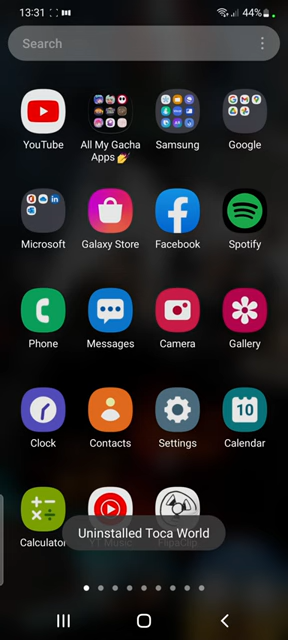 13:31
44%
Search
YouTube
All My Gacha Apps 💅
Samsung
Google
Microsoft
Galaxy Store
Facebook
Spotify
Phone
Messages
Camera
Gallery
10
Clock
Contacts
Settings
Calendar
Calculator
Uninstalled Toca World